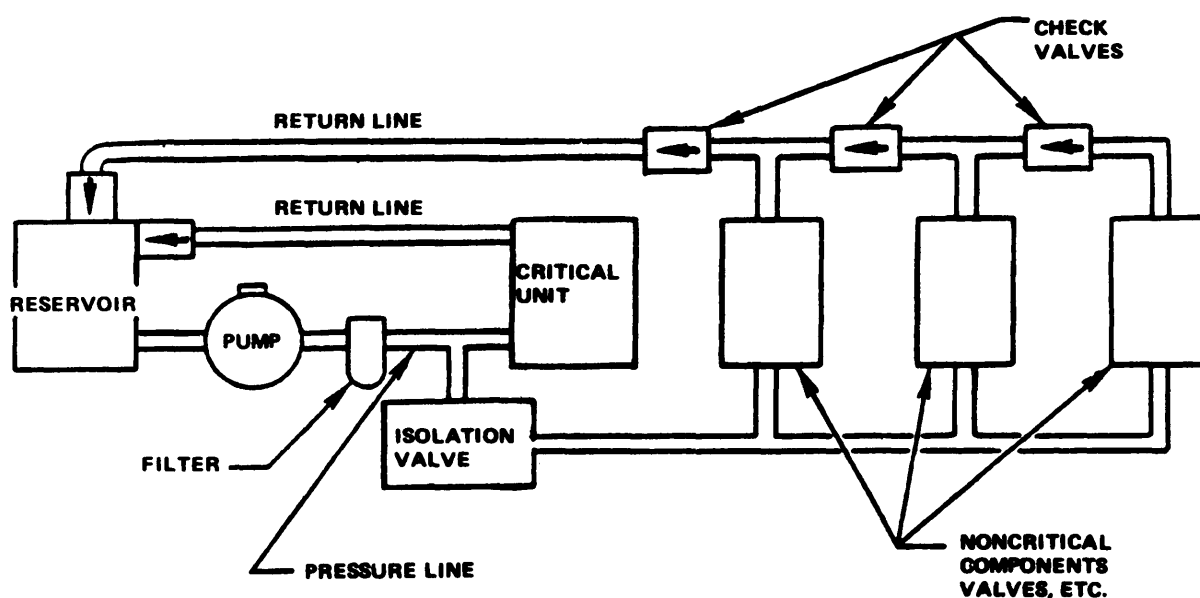 CHECK
VALVES
RETURN LINE
RETURN LINE
RESERVOIR
CRITICAL
UNIT
PUMP
ISOLATION
VALVE
FILTER
PRESSURE LINE
NONCRITICAL
COMPONENTS
VALVES, ETC.